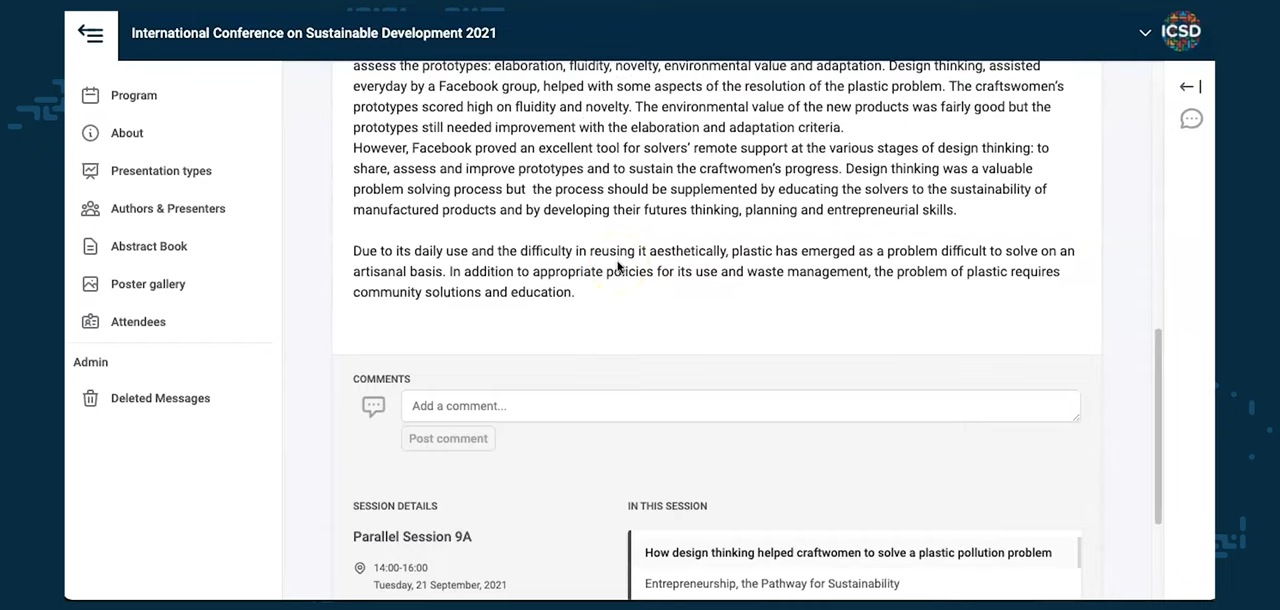 International Conference on Sustainable Development 2021
ICSD
Program
About
Presentation types
Authors & Presenters
Abstract Book
Poster gallery
Attendees
Admin
Deleted Messages
assess the prototypes: elaboration, fluidity, novelty, environmental value and adaptation. Design thinking, assisted
everyday by a Facebook group, helped with some aspects of the resolution of the plastic problem. The craftswomen's
prototypes scored high on fluidity and novelty. The environmental value of the new products was fairly good but the
prototypes still needed improvement with the elaboration and adaptation criteria.
However, Facebook proved an excellent tool for solvers' remote support at the various stages of design thinking: to
share, assess and improve prototypes and to sustain the craftwomen's progress. Design thinking was a valuable
problem solving process but  the process should be supplemented by educating the solvers to the sustainability of
manufactured products and by developing their futures thinking, planning and entrepreneurial skills.
Due to its daily use and the difficulty in reusing it aesthetically, plastic has emerged as a problem difficult to solve on an
artisanal basis. In addition to appropriate policies for its use and waste management, the problem of plastic requires
community solutions and education.
COMMENTS
Add a comment...
Post comment
SESSION DETAILS
Parallel Session 9A
14:00-16:00
Tuesday, 21 September, 2021
IN THIS SESSION
How design thinking helped craftwomen to solve a plastic pollution problem
Entrepreneurship, the Pathway for Sustainability